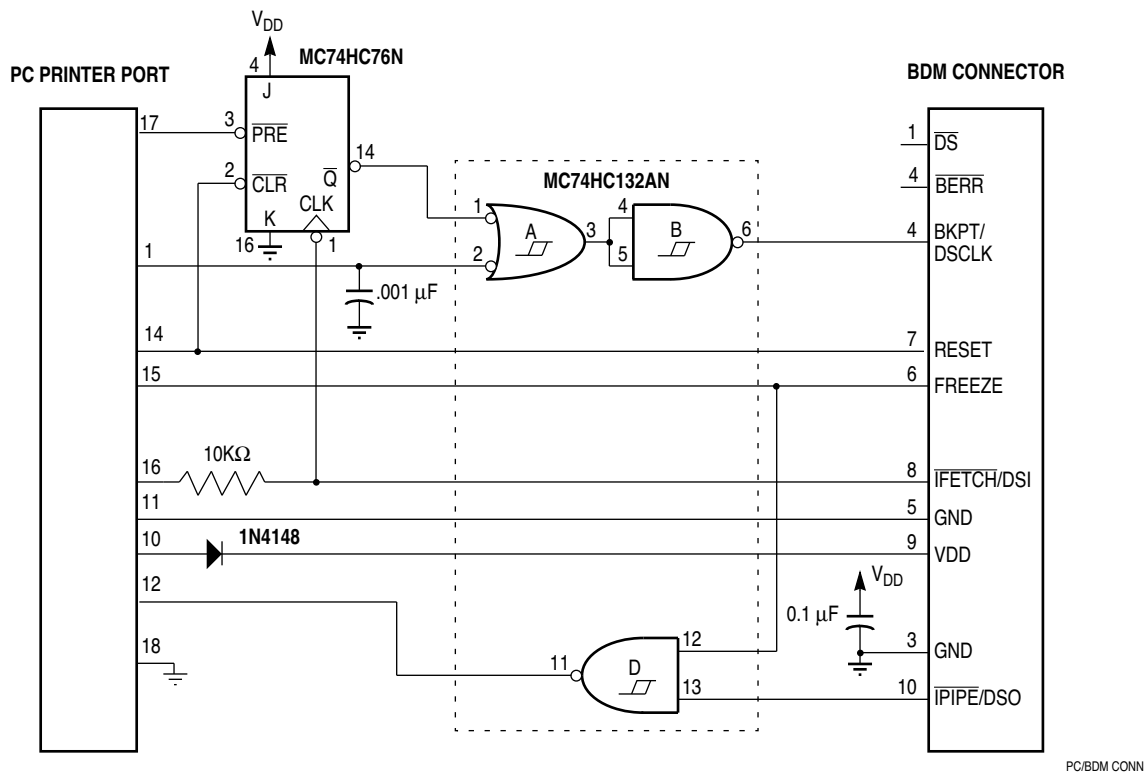 V_DD
MC74HC76N
PC PRINTER PORT
BDM CONNECTOR
4
J
17
3
PRE
1
DS
2
CLR
Q
14
MC74HC132AN
4
BERR
CLK
K
16
1
1
A
3
4
5
B
6
4
BKPT/
DSCLK
1
2
.001 µF
14
7
RESET
15
6
FREEZE
10KΩ
16
8
IFETCH/DSI
11
5
GND
10
1N4148
9
VDD
12
V_DD
0.1 µF
18
12
3
GND
11
D
13
10
IPIPE/DSO
PC/BDM CONN